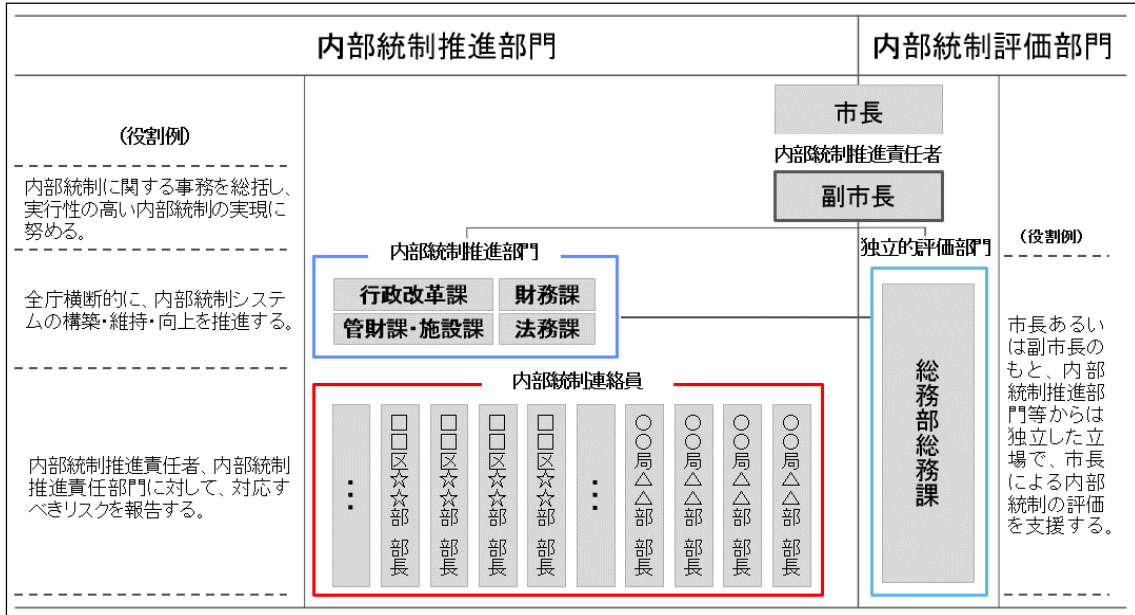 内部統制推進部門
内部統制評価部門
市長
内部統制推進責任者
副市長
(役割例)
内部統制に関する事務を総括し、
実行性の高い内部統制の実現に
努める。
内部統制推進部門
行政改革課
財務課
管財課・施設課
法務課
全庁横断的に、内部統制システ
ムの構築・維持・向上を推進する。
内部統制連絡員
⋮
□□区☆☆部 部長
□□区☆☆部 部長
□□区☆☆部 部長
□□区☆☆部 部長
⋮
○○局△△部 部長
○○局△△部 部長
○○局△△部 部長
○○局△△部 部長
内部統制推進責任者、内部統制
推進責任部門に対して、対応す
べきリスクを報告する。
独立的評価部門
総務部総務課
(役割例)
市長あるい
は副市長の
もと、内部
統制推進部
門等からは
独立した立
場で、市長
による内部
統制の評価
を支援する。